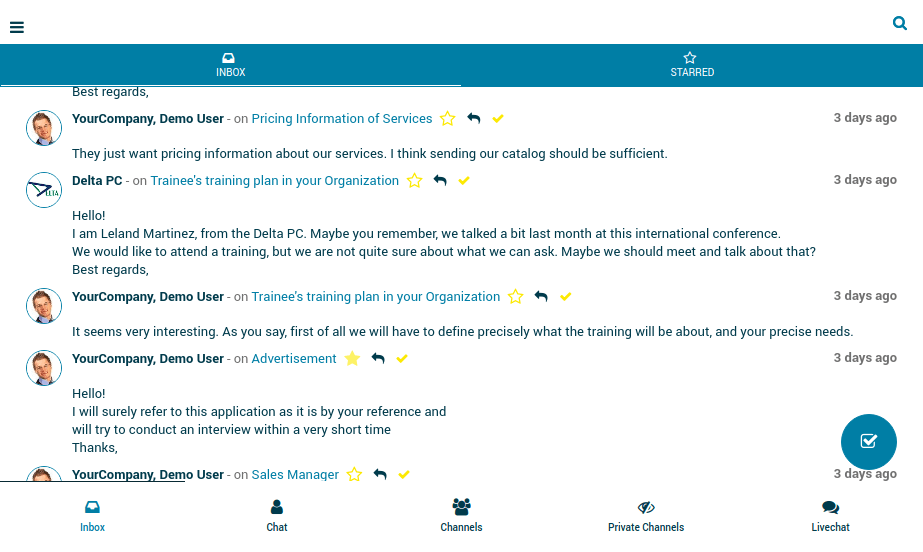 INBOX
STARRED
Best regards,
YourCompany, Demo User - on Pricing Information of Services
3 days ago
They just want pricing information about our services. I think sending our catalog should be sufficient.
Delta PC - on Trainee's training plan in your Organization
3 days ago
DELTA
Hello!
I am Leland Martinez, from the Delta PC. Maybe you remember, we talked a bit last month at this international conference.
We would like to attend a training, but we are not quite sure about what we can ask. Maybe we should meet and talk about that?
Best regards,
YourCompany, Demo User - on Trainee's training plan in your Organization
3 days ago
It seems very interesting. As you say, first of all we will have to define precisely what the training will be about, and your precise needs.
YourCompany, Demo User - on Advertisement
3 days ago
Hello!
I will surely refer to this application as it is by your reference and
will try to conduct an interview within a very short time
Thanks,
YourCompany, Demo User - on Sales Manager
3 days ago
Inbox
Chat
Channels
Private Channels
Livechat